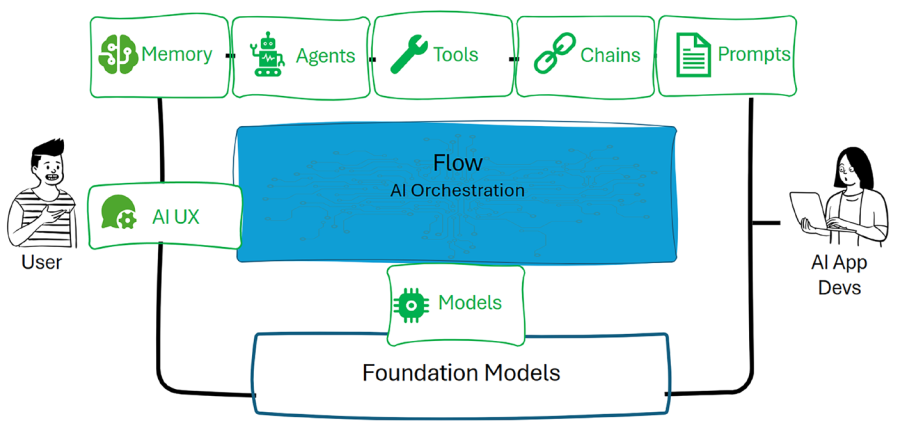 Memory
Agents
Tools
Chains
Prompts
Flow
AI Orchestration
AI UX
User
AI App
Devs
Models
Foundation Models